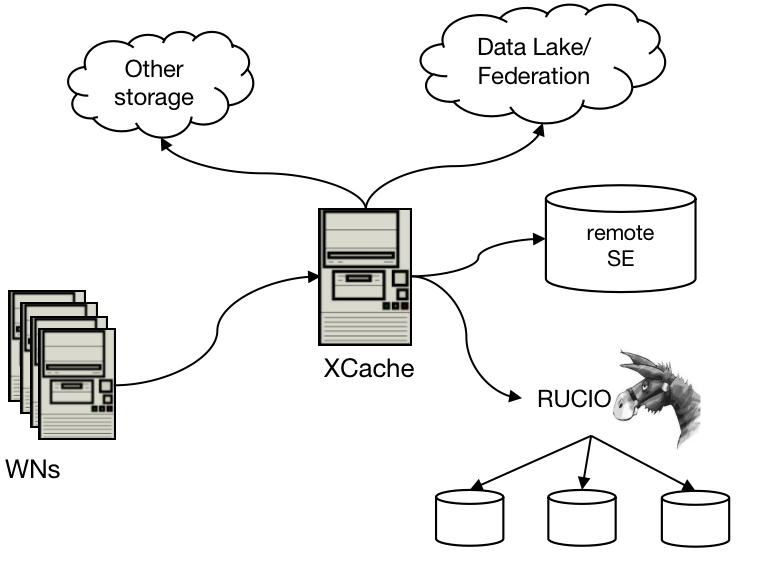 Other
storage
Data Lake/
Federation
remote
SE
XCache
RUCIO
WNs